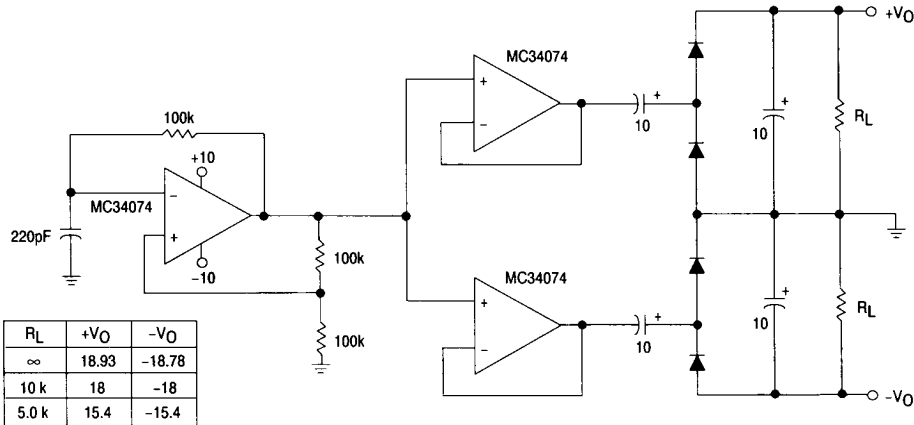 +VO
MC34074
+
−
+
10
+
10
RL
100k
+10
−
MC34074
+
−10
220pF
100k
100k
MC34074
+
−
+
10
+
10
RL
−VO
RL +VO −VO
∞ 18.93 −18.78
10 k 18 −18
5.0 k 15.4 −15.4